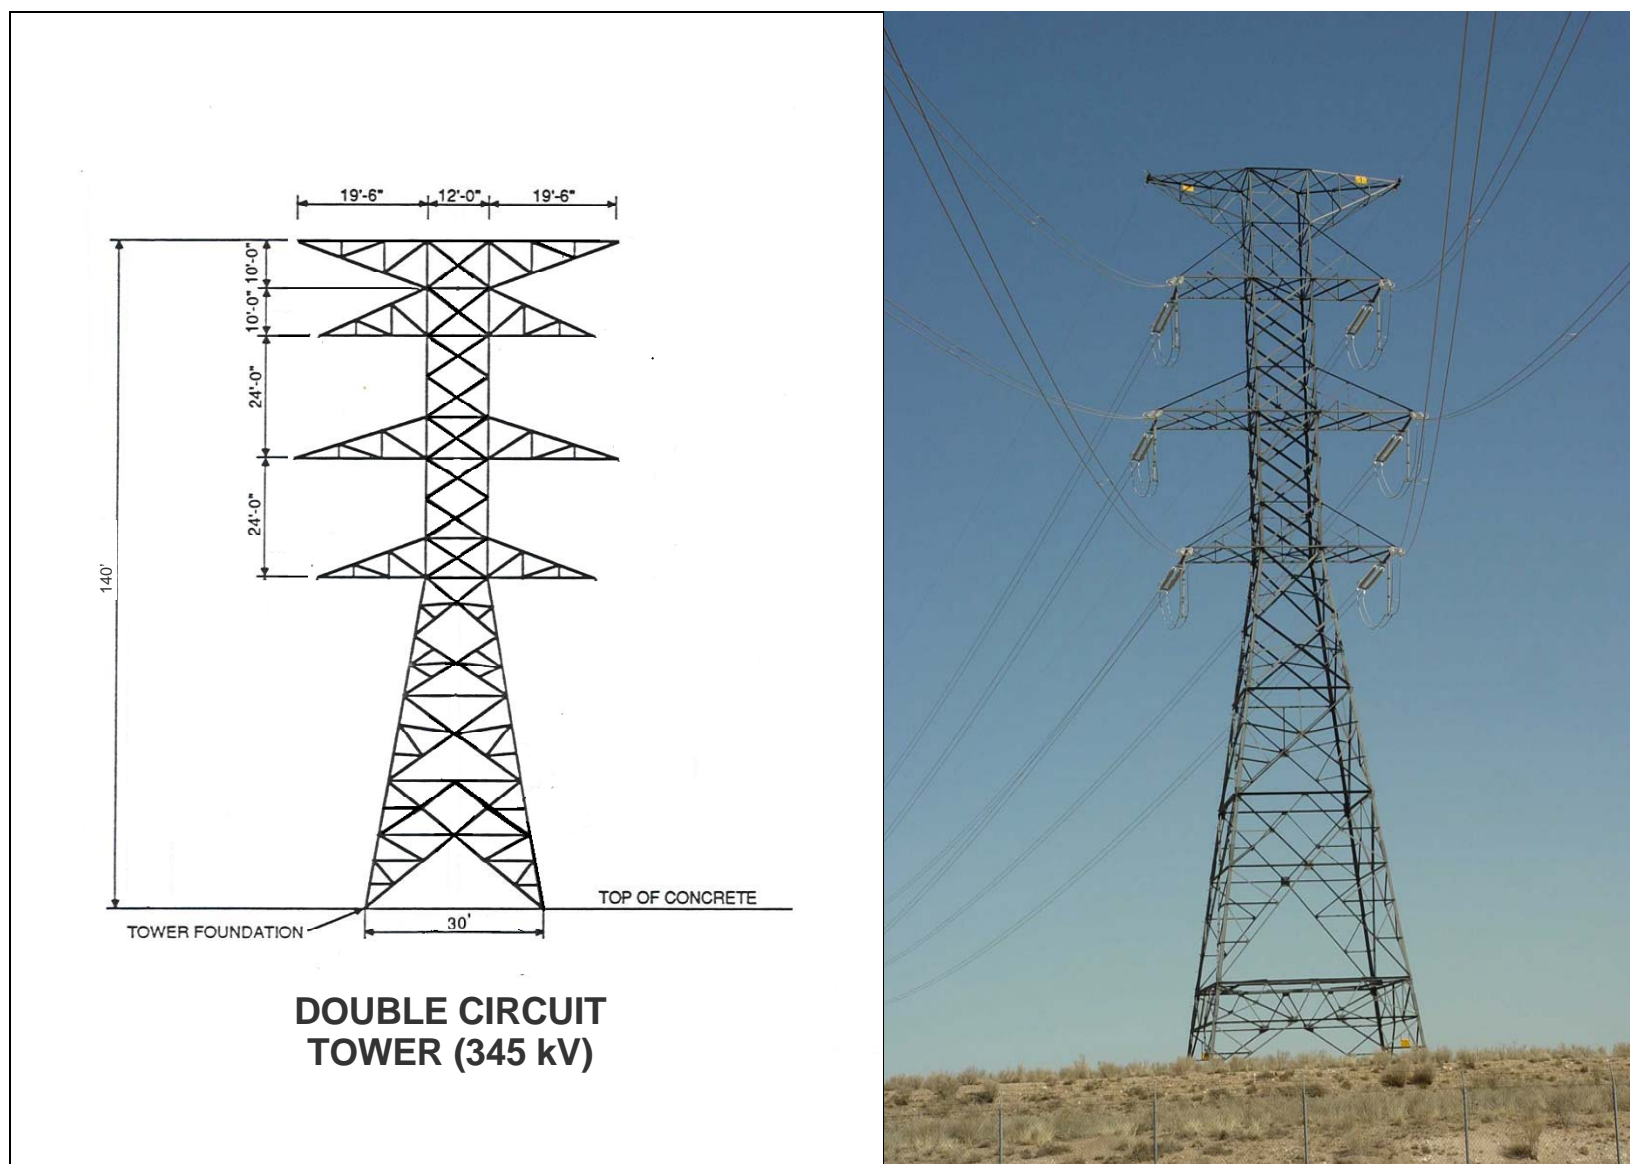 19'-6" 12'-0" 19'-6"
10'-0"
10'-0"
24'-0"
24'-0"
140'
TOP OF CONCRETE
TOWER FOUNDATION
30'
DOUBLE CIRCUIT
TOWER (345 kV)